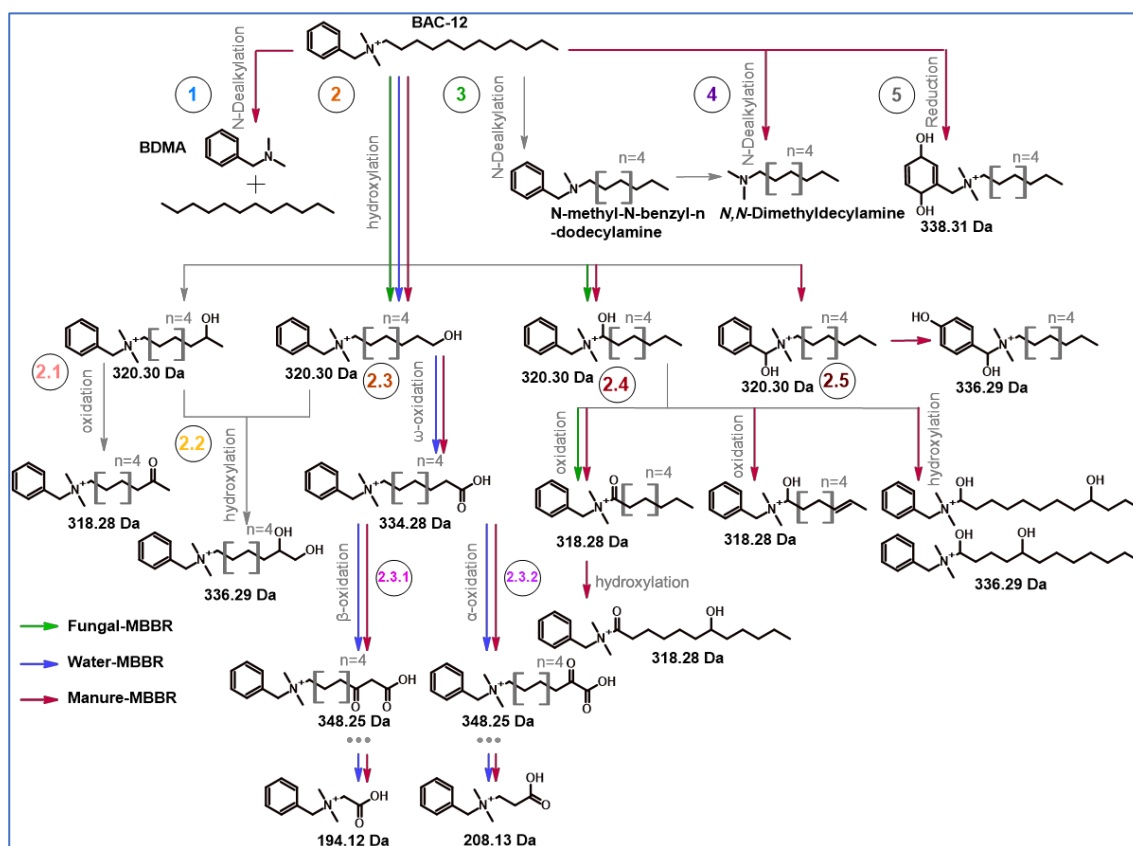 BAC-12
1
2
3
4
5
N-Dealkylation
hydroxylation
N-Dealkylation
N-Dealkylation
Reduction
BDMA
N
+
N+
n=4
N
N-methyl-N-benzyl-n
-dodecylamine
n=4
N
N,N-Dimethyldecylamine
OH
OH
N+
n=4
338.31 Da
n=4
OH
N+
320.30 Da
2.1
n=4
OH
N+
320.30 Da
2.3
OH
n=4
N+
320.30 Da
2.4
n=4
N+
OH
320.30 Da
2.5
HO
n=4
N+
OH
336.29 Da
oxidation
2.2
hydroxylation
ω-oxidation
oxidation
oxidation
hydroxylation
n=4
O
N+
318.28 Da
n=4
OH
OH
N+
336.29 Da
n=4
OH
O
N+
334.28 Da
O
n=4
N+
318.28 Da
OH
n=4
N+
318.28 Da
OH
OH
N+
OH
OH
N+
336.29 Da
β-oxidation
2.3.1
α-oxidation
2.3.2
hydroxylation
O
OH
N+
318.28 Da
Fungal-MBBR
Water-MBBR
Manure-MBBR
n=4
OH
N+
O
O
348.25 Da
n=4
O
OH
N+
O
348.25 Da
OH
N+
O
194.12 Da
OH
N+
O
208.13 Da